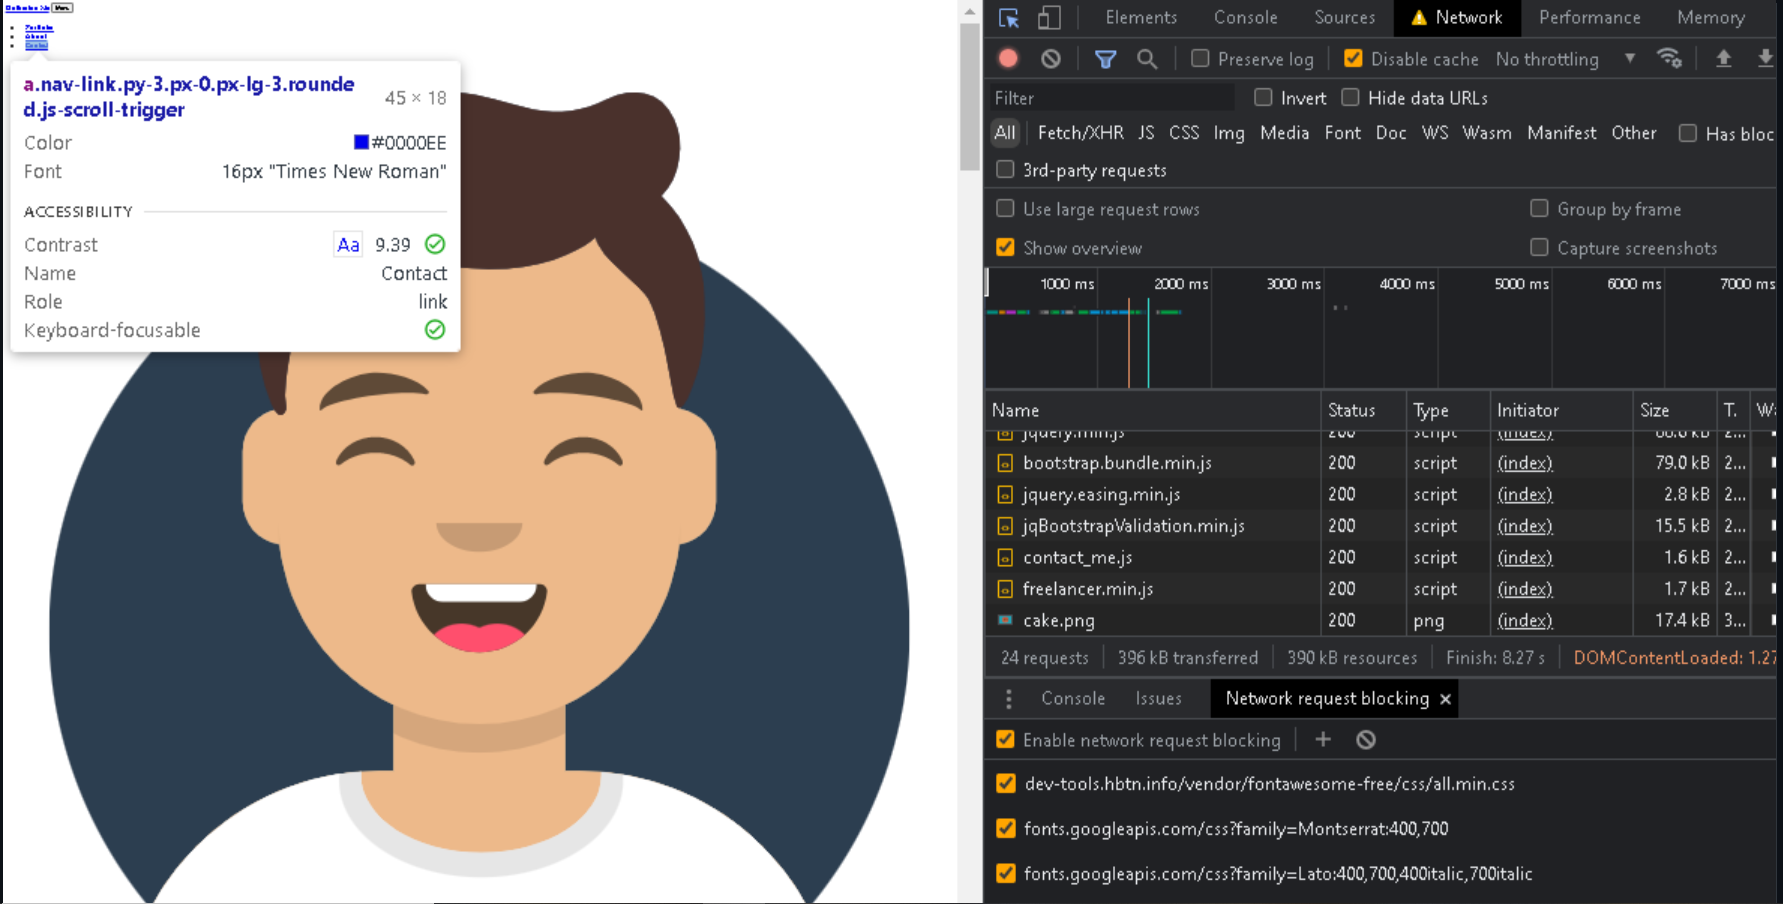 Menu
Portfolio
About
Contact
a.nav-link.py-3.px-0.px-lg-3.rounde
d.js-scroll-trigger
45 × 18
Color #0000EE
Font 16px "Times New Roman"
ACCESSIBILITY
Contrast Aa 9.39
Name Contact
Role link
Keyboard-focusable
Elements Console Sources Network Performance Memory
Preserve log Disable cache No throttling
Filter Invert Hide data URLs
All Fetch/XHR JS CSS Img Media Font Doc WS Wasm Manifest Other Has bloc
3rd-party requests
Use large request rows Group by frame
Show overview Capture screenshots
1000 ms 2000 ms 3000 ms 4000 ms 5000 ms 6000 ms 7000 ms
Name Status Type Initiator Size T. W
jquery.min.js 200 script (index) 2...
bootstrap.bundle.min.js 200 script (index) 79.0 kB 2...
jquery.easing.min.js 200 script (index) 2.8 kB 2...
jqBootstrapValidation.min.js 200 script (index) 15.5 kB 2...
contact_me.js 200 script (index) 1.6 kB 2...
freelancer.min.js 200 script (index) 1.7 kB 2...
cake.png 200 png (index) 17.4 kB 3...
24 requests 396 kB transferred 390 kB resources Finish: 8.27 s DOMContentLoaded: 1.27
Console Issues Network request blocking ×
Enable network request blocking
dev-tools.hbtn.info/vendor/fontawesome-free/css/all.min.css
fonts.googleapis.com/css?family=Montserrat:400,700
fonts.googleapis.com/css?family=Lato:400,700,400italic,700italic